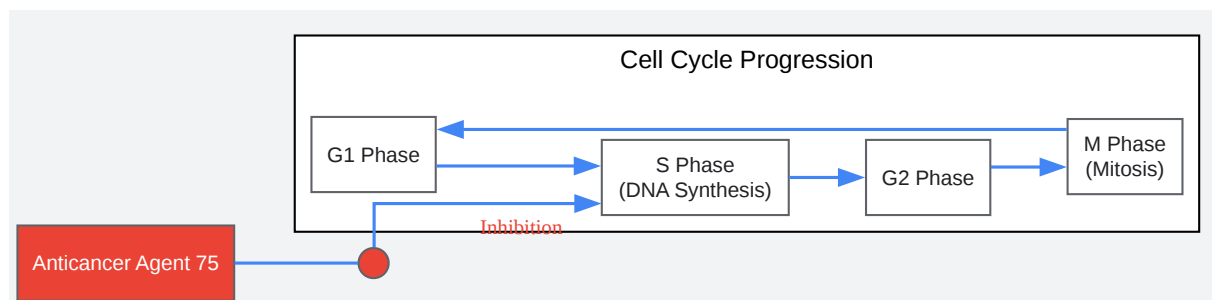 Cell Cycle Progression
G1 Phase
S Phase
(DNA Synthesis)
G2 Phase
M Phase
(Mitosis)
Inhibition
Anticancer Agent 75